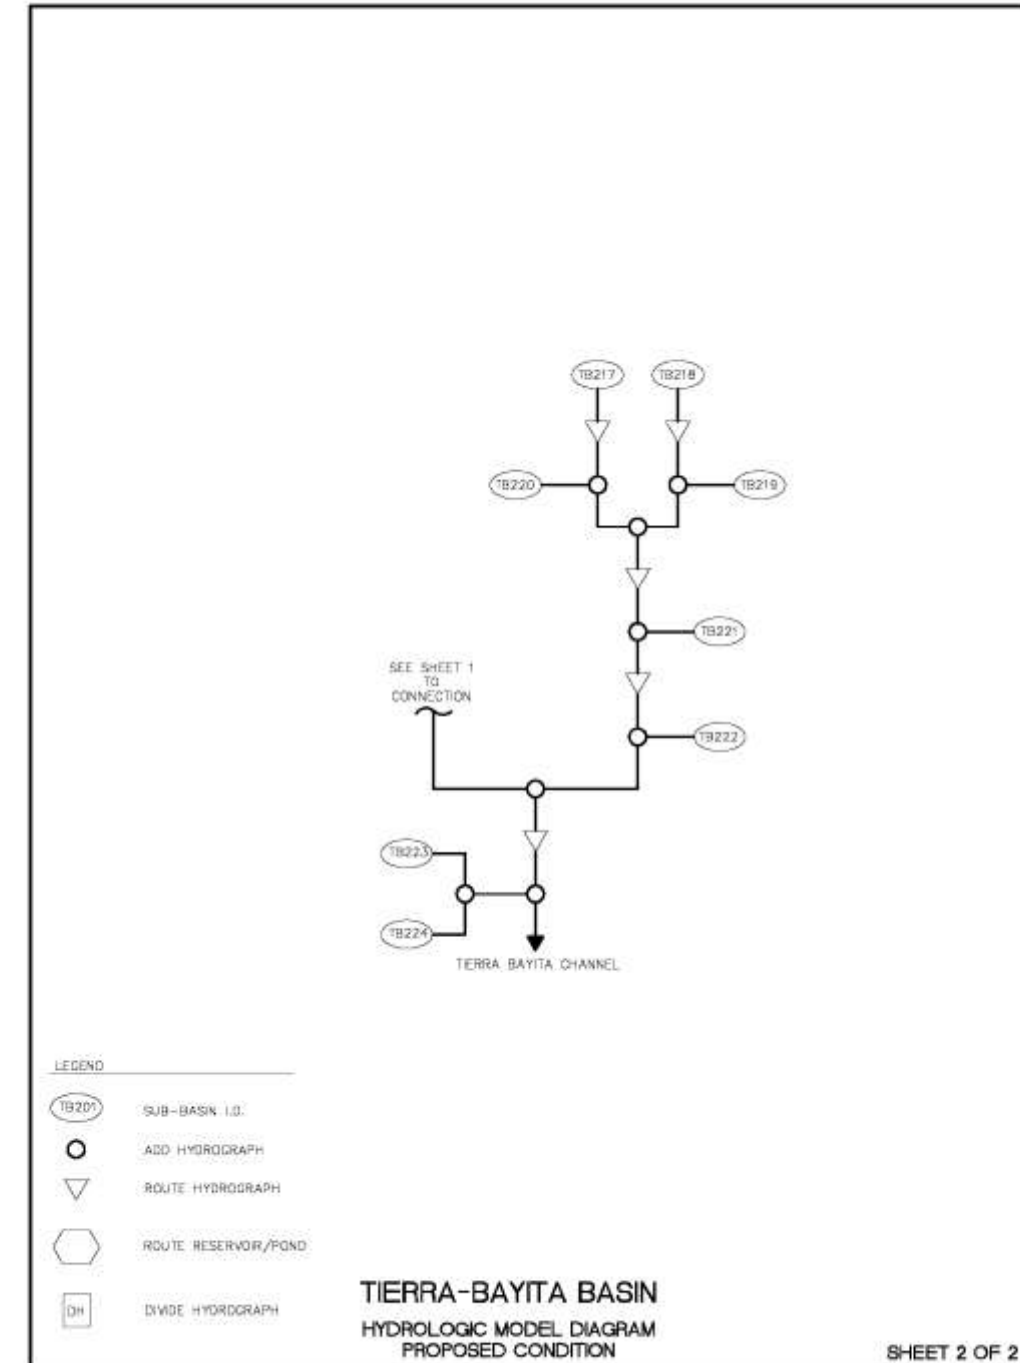 TB217
TB218
TB220
TB219
TB221
SEE SHEET 1
TO
CONNECTION
TB222
TB223
TB224
TIERRA BAYITA CHANNEL
LEGEND
TB201
SUB-BASIN I.D.
ADD HYDROGRAPH
ROUTE HYDROGRAPH
ROUTE RESERVOIR/POND
DH
DIVIDE HYDROGRAPH
TIERRA-BAYITA BASIN
HYDROLOGIC MODEL DIAGRAM
PROPOSED CONDITION
SHEET 2 OF 2